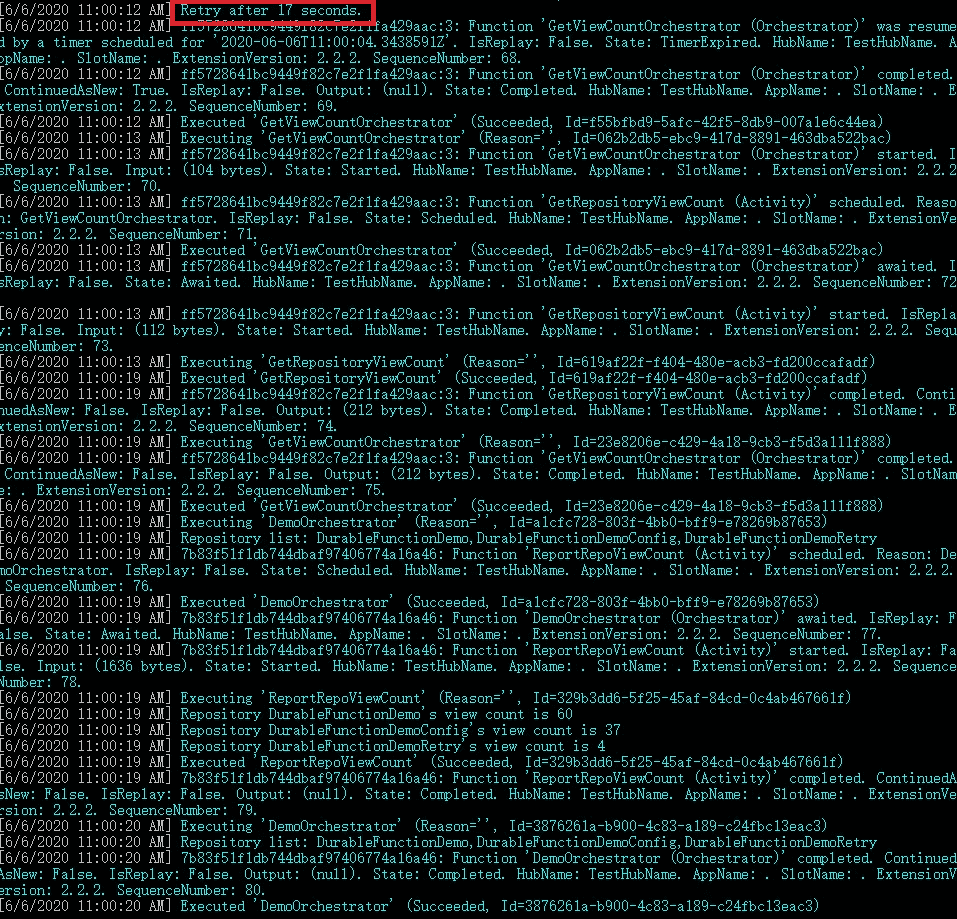 [6/6/2020 11:00:12 AM] Retry after 17 seconds.
[6/6/2020 11:00:12 AM] ff5728641bc9449f82c7e2f1fa429aac:3: Function 'GetViewCountOrchestrator (Orchestrator)' was resume
d by a timer scheduled for '2020-06-06T11:00:04.3438591Z'. IsReplay: False. State: TimerExpired. HubName: TestHubName. A
ppName: . SlotName: . ExtensionVersion: 2.2.2. SequenceNumber: 68.
[6/6/2020 11:00:12 AM] ff5728641bc9449f82c7e2f1fa429aac:3: Function 'GetViewCountOrchestrator (Orchestrator)' completed.
 ContinuedAsNew: True. IsReplay: False. Output: (null). State: Completed. HubName: TestHubName. AppName: . SlotName: . E
xtensionVersion: 2.2.2. SequenceNumber: 69.
[6/6/2020 11:00:12 AM] Executed 'GetViewCountOrchestrator' (Succeeded, Id=f55bfbd9-5afc-42f5-8db9-007a1e6c44ea)
[6/6/2020 11:00:13 AM] Executing 'GetViewCountOrchestrator' (Reason='', Id=062b2db5-ebc9-417d-8891-463dba522bac)
[6/6/2020 11:00:13 AM] ff5728641bc9449f82c7e2f1fa429aac:3: Function 'GetViewCountOrchestrator (Orchestrator)' started. I
sReplay: False. Input: (104 bytes). State: Started. HubName: TestHubName. AppName: . SlotName: . ExtensionVersion: 2.2.2
. SequenceNumber: 70.
[6/6/2020 11:00:13 AM] ff5728641bc9449f82c7e2f1fa429aac:3: Function 'GetRepositoryViewCount (Activity)' scheduled. Reaso
n: GetViewCountOrchestrator. IsReplay: False. State: Scheduled. HubName: TestHubName. AppName: . SlotName: . ExtensionVe
rsion: 2.2.2. SequenceNumber: 71.
[6/6/2020 11:00:13 AM] Executed 'GetViewCountOrchestrator' (Succeeded, Id=062b2db5-ebc9-417d-8891-463dba522bac)
[6/6/2020 11:00:13 AM] ff5728641bc9449f82c7e2f1fa429aac:3: Function 'GetViewCountOrchestrator (Orchestrator)' awaited. I
sReplay: False. State: Awaited. HubName: TestHubName. AppName: . SlotName: . ExtensionVersion: 2.2.2. SequenceNumber: 72
[6/6/2020 11:00:13 AM] ff5728641bc9449f82c7e2f1fa429aac:3: Function 'GetRepositoryViewCount (Activity)' started. IsRepla
y: False. Input: (112 bytes). State: Started. HubName: TestHubName. AppName: . SlotName: . ExtensionVersion: 2.2.2. Sequ
enceNumber: 73.
[6/6/2020 11:00:13 AM] Executing 'GetRepositoryViewCount' (Reason='', Id=619af22f-f404-480e-acb3-fd200ccafadf)
[6/6/2020 11:00:19 AM] Executed 'GetRepositoryViewCount' (Succeeded, Id=619af22f-f404-480e-acb3-fd200ccafadf)
[6/6/2020 11:00:19 AM] ff5728641bc9449f82c7e2f1fa429aac:3: Function 'GetRepositoryViewCount (Activity)' completed. Conti
nuedAsNew: False. IsReplay: False. Output: (212 bytes). State: Completed. HubName: TestHubName. AppName: . SlotName: . E
xtensionVersion: 2.2.2. SequenceNumber: 74.
[6/6/2020 11:00:19 AM] Executing 'GetViewCountOrchestrator' (Reason='', Id=23e8206e-c429-4a18-9cb3-f5d3a111f888)
[6/6/2020 11:00:19 AM] ff5728641bc9449f82c7e2f1fa429aac:3: Function 'GetViewCountOrchestrator (Orchestrator)' completed.
 ContinuedAsNew: False. IsReplay: False. Output: (212 bytes). State: Completed. HubName: TestHubName. AppName: . SlotNam
e: . ExtensionVersion: 2.2.2. SequenceNumber: 75.
[6/6/2020 11:00:19 AM] Executed 'GetViewCountOrchestrator' (Succeeded, Id=23e8206e-c429-4a18-9cb3-f5d3a111f888)
[6/6/2020 11:00:19 AM] Executing 'DemoOrchestrator' (Reason='', Id=a1cfc728-803f-4bb0-bff9-e78269b87653)
[6/6/2020 11:00:19 AM] Repository list: DurableFunctionDemo,DurableFunctionDemoConfig,DurableFunctionDemoRetry
[6/6/2020 11:00:19 AM] 7b83f51f1db744dbaf97406774a16a46: Function 'ReportRepoViewCount (Activity)' scheduled. Reason: De
moOrchestrator. IsReplay: False. State: Scheduled. HubName: TestHubName. AppName: . SlotName: . ExtensionVersion: 2.2.2.
 SequenceNumber: 76.
[6/6/2020 11:00:19 AM] Executed 'DemoOrchestrator' (Succeeded, Id=a1cfc728-803f-4bb0-bff9-e78269b87653)
[6/6/2020 11:00:19 AM] 7b83f51f1db744dbaf97406774a16a46: Function 'DemoOrchestrator (Orchestrator)' awaited. IsReplay: F
alse. State: Awaited. HubName: TestHubName. AppName: . SlotName: . ExtensionVersion: 2.2.2. SequenceNumber: 77.
[6/6/2020 11:00:19 AM] 7b83f51f1db744dbaf97406774a16a46: Function 'ReportRepoViewCount (Activity)' started. IsReplay: Fa
lse. Input: (1636 bytes). State: Started. HubName: TestHubName. AppName: . SlotName: . ExtensionVersion: 2.2.2. Sequence
Number: 78.
[6/6/2020 11:00:19 AM] Executing 'ReportRepoViewCount' (Reason='', Id=329b3dd6-5f25-45af-84cd-0c4ab467661f)
[6/6/2020 11:00:19 AM] Repository DurableFunctionDemo's view count is 60
[6/6/2020 11:00:19 AM] Repository DurableFunctionDemoConfig's view count is 37
[6/6/2020 11:00:19 AM] Repository DurableFunctionDemoRetry's view count is 4
[6/6/2020 11:00:19 AM] Executed 'ReportRepoViewCount' (Succeeded, Id=329b3dd6-5f25-45af-84cd-0c4ab467661f)
[6/6/2020 11:00:19 AM] 7b83f51f1db744dbaf97406774a16a46: Function 'ReportRepoViewCount (Activity)' completed. ContinuedA
sNew: False. IsReplay: False. Output: (null). State: Completed. HubName: TestHubName. AppName: . SlotName: . ExtensionVe
rsion: 2.2.2. SequenceNumber: 79.
[6/6/2020 11:00:20 AM] Executing 'DemoOrchestrator' (Reason='', Id=3876261a-b900-4c83-a189-c24fbc13eac3)
[6/6/2020 11:00:20 AM] Repository list: DurableFunctionDemo,DurableFunctionDemoConfig,DurableFunctionDemoRetry
[6/6/2020 11:00:20 AM] 7b83f51f1db744dbaf97406774a16a46: Function 'DemoOrchestrator (Orchestrator)' completed. Continued
AsNew: False. IsReplay: False. Output: (null). State: Completed. HubName: TestHubName. AppName: . SlotName: . ExtensionV
ersion: 2.2.2. SequenceNumber: 80.
[6/6/2020 11:00:20 AM] Executed 'DemoOrchestrator' (Succeeded, Id=3876261a-b900-4c83-a189-c24fbc13eac3)